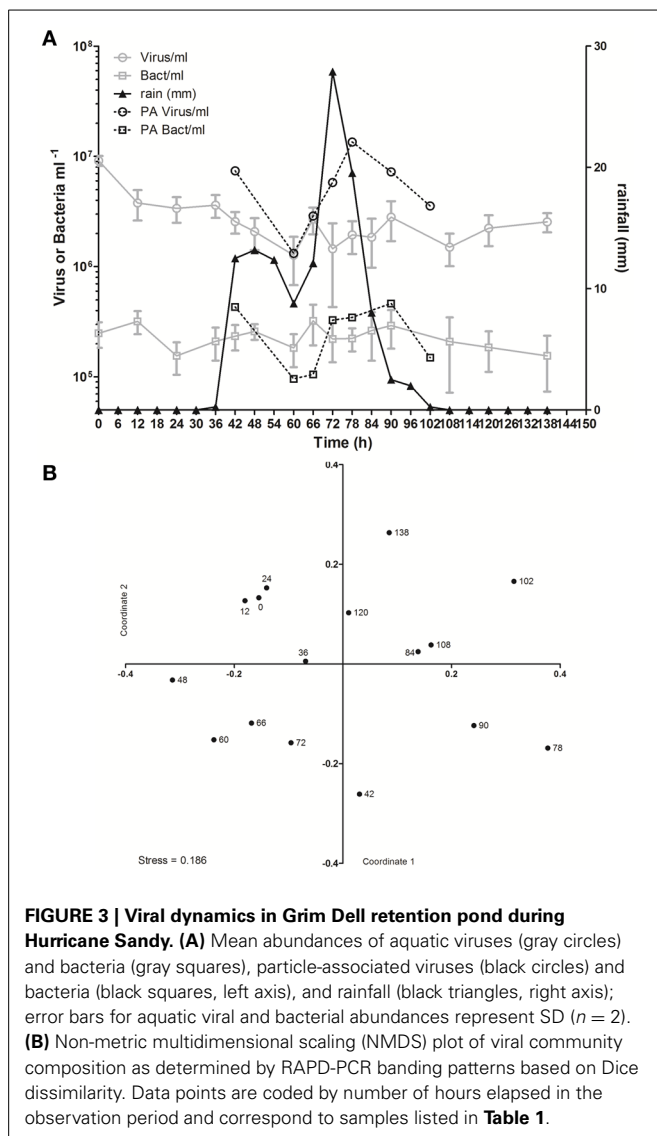 A
10^8
10^7
10^6
10^5
Virus or Bacteria ml -1
Virus/ml
Bact/ml
rain (mm)
PA Virus/ml
PA Bact/ml
30
20
10
0
rainfall (mm)
0 6 12 18 24 30 36 42 48 54 60 66 72 78 84 90 96 102 108 114 120 126 132 138 144 150
Time (h)
B
0.4
138
0.2
24
102
Coordinate 2
12 0
120
108
36
84
-0.4 -0.2 0.2 0.4
48
66
60
72
90
78
-0.2
42
Stress = 0.186
-0.4
Coordinate 1
FIGURE 3 | Viral dynamics in Grim Dell retention pond during
Hurricane Sandy. (A) Mean abundances of aquatic viruses (gray circles)
and bacteria (gray squares), particle-associated viruses (black circles) and
bacteria (black squares, left axis), and rainfall (black triangles, right axis);
error bars for aquatic viral and bacterial abundances represent SD (n = 2).
(B) Non-metric multidimensional scaling (NMDS) plot of viral community
composition as determined by RAPD-PCR banding patterns based on Dice
dissimilarity. Data points are coded by number of hours elapsed in the
observation period and correspond to samples listed in Table 1.